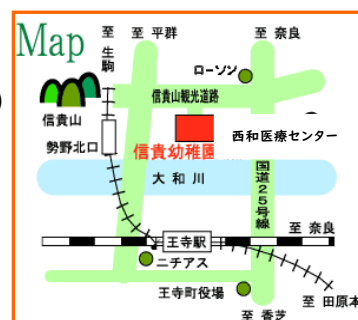 Map
至生駒
至 平群
至 奈良
ローソン
信貴山観光道路
信貴山
勢野北口
信貴幼稚園
西和医療センター
国道25号線
大和川
至 奈良
王寺駅
ニチアス
王寺町役場
至 田原本
至 香芝